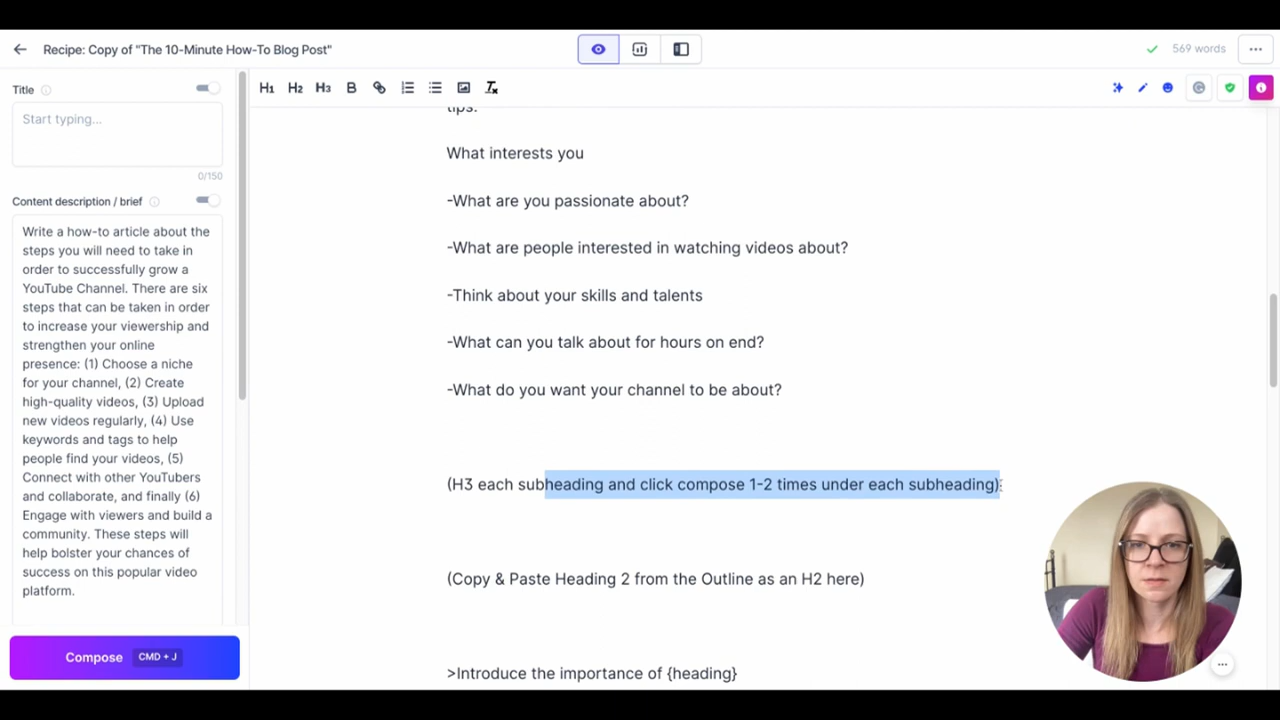 Recipe: Copy of "The 10-Minute How-To Blog Post"
569 words
Title
Start typing...
0/150
Content description / brief
Write a how-to article about the
steps you will need to take in
order to successfully grow a
YouTube Channel. There are six
steps that can be taken in order
to increase your viewership and
strengthen your online
presence: (1) Choose a niche
for your channel, (2) Create
high-quality videos, (3) Upload
new videos regularly, (4) Use
keywords and tags to help
people find your videos, (5)
Connect with other YouTubers
and collaborate, and finally (6)
Engage with viewers and build a
community. These steps will
help bolster your chances of
success on this popular video
platform.
Compose CMD + J
H1 H2 H3 B
tips.
What interests you
-What are you passionate about?
-What are people interested in watching videos about?
-Think about your skills and talents
-What can you talk about for hours on end?
-What do you want your channel to be about?
(H3 each subheading and click compose 1-2 times under each subheading)
(Copy & Paste Heading 2 from the Outline as an H2 here)
>Introduce the importance of {heading}